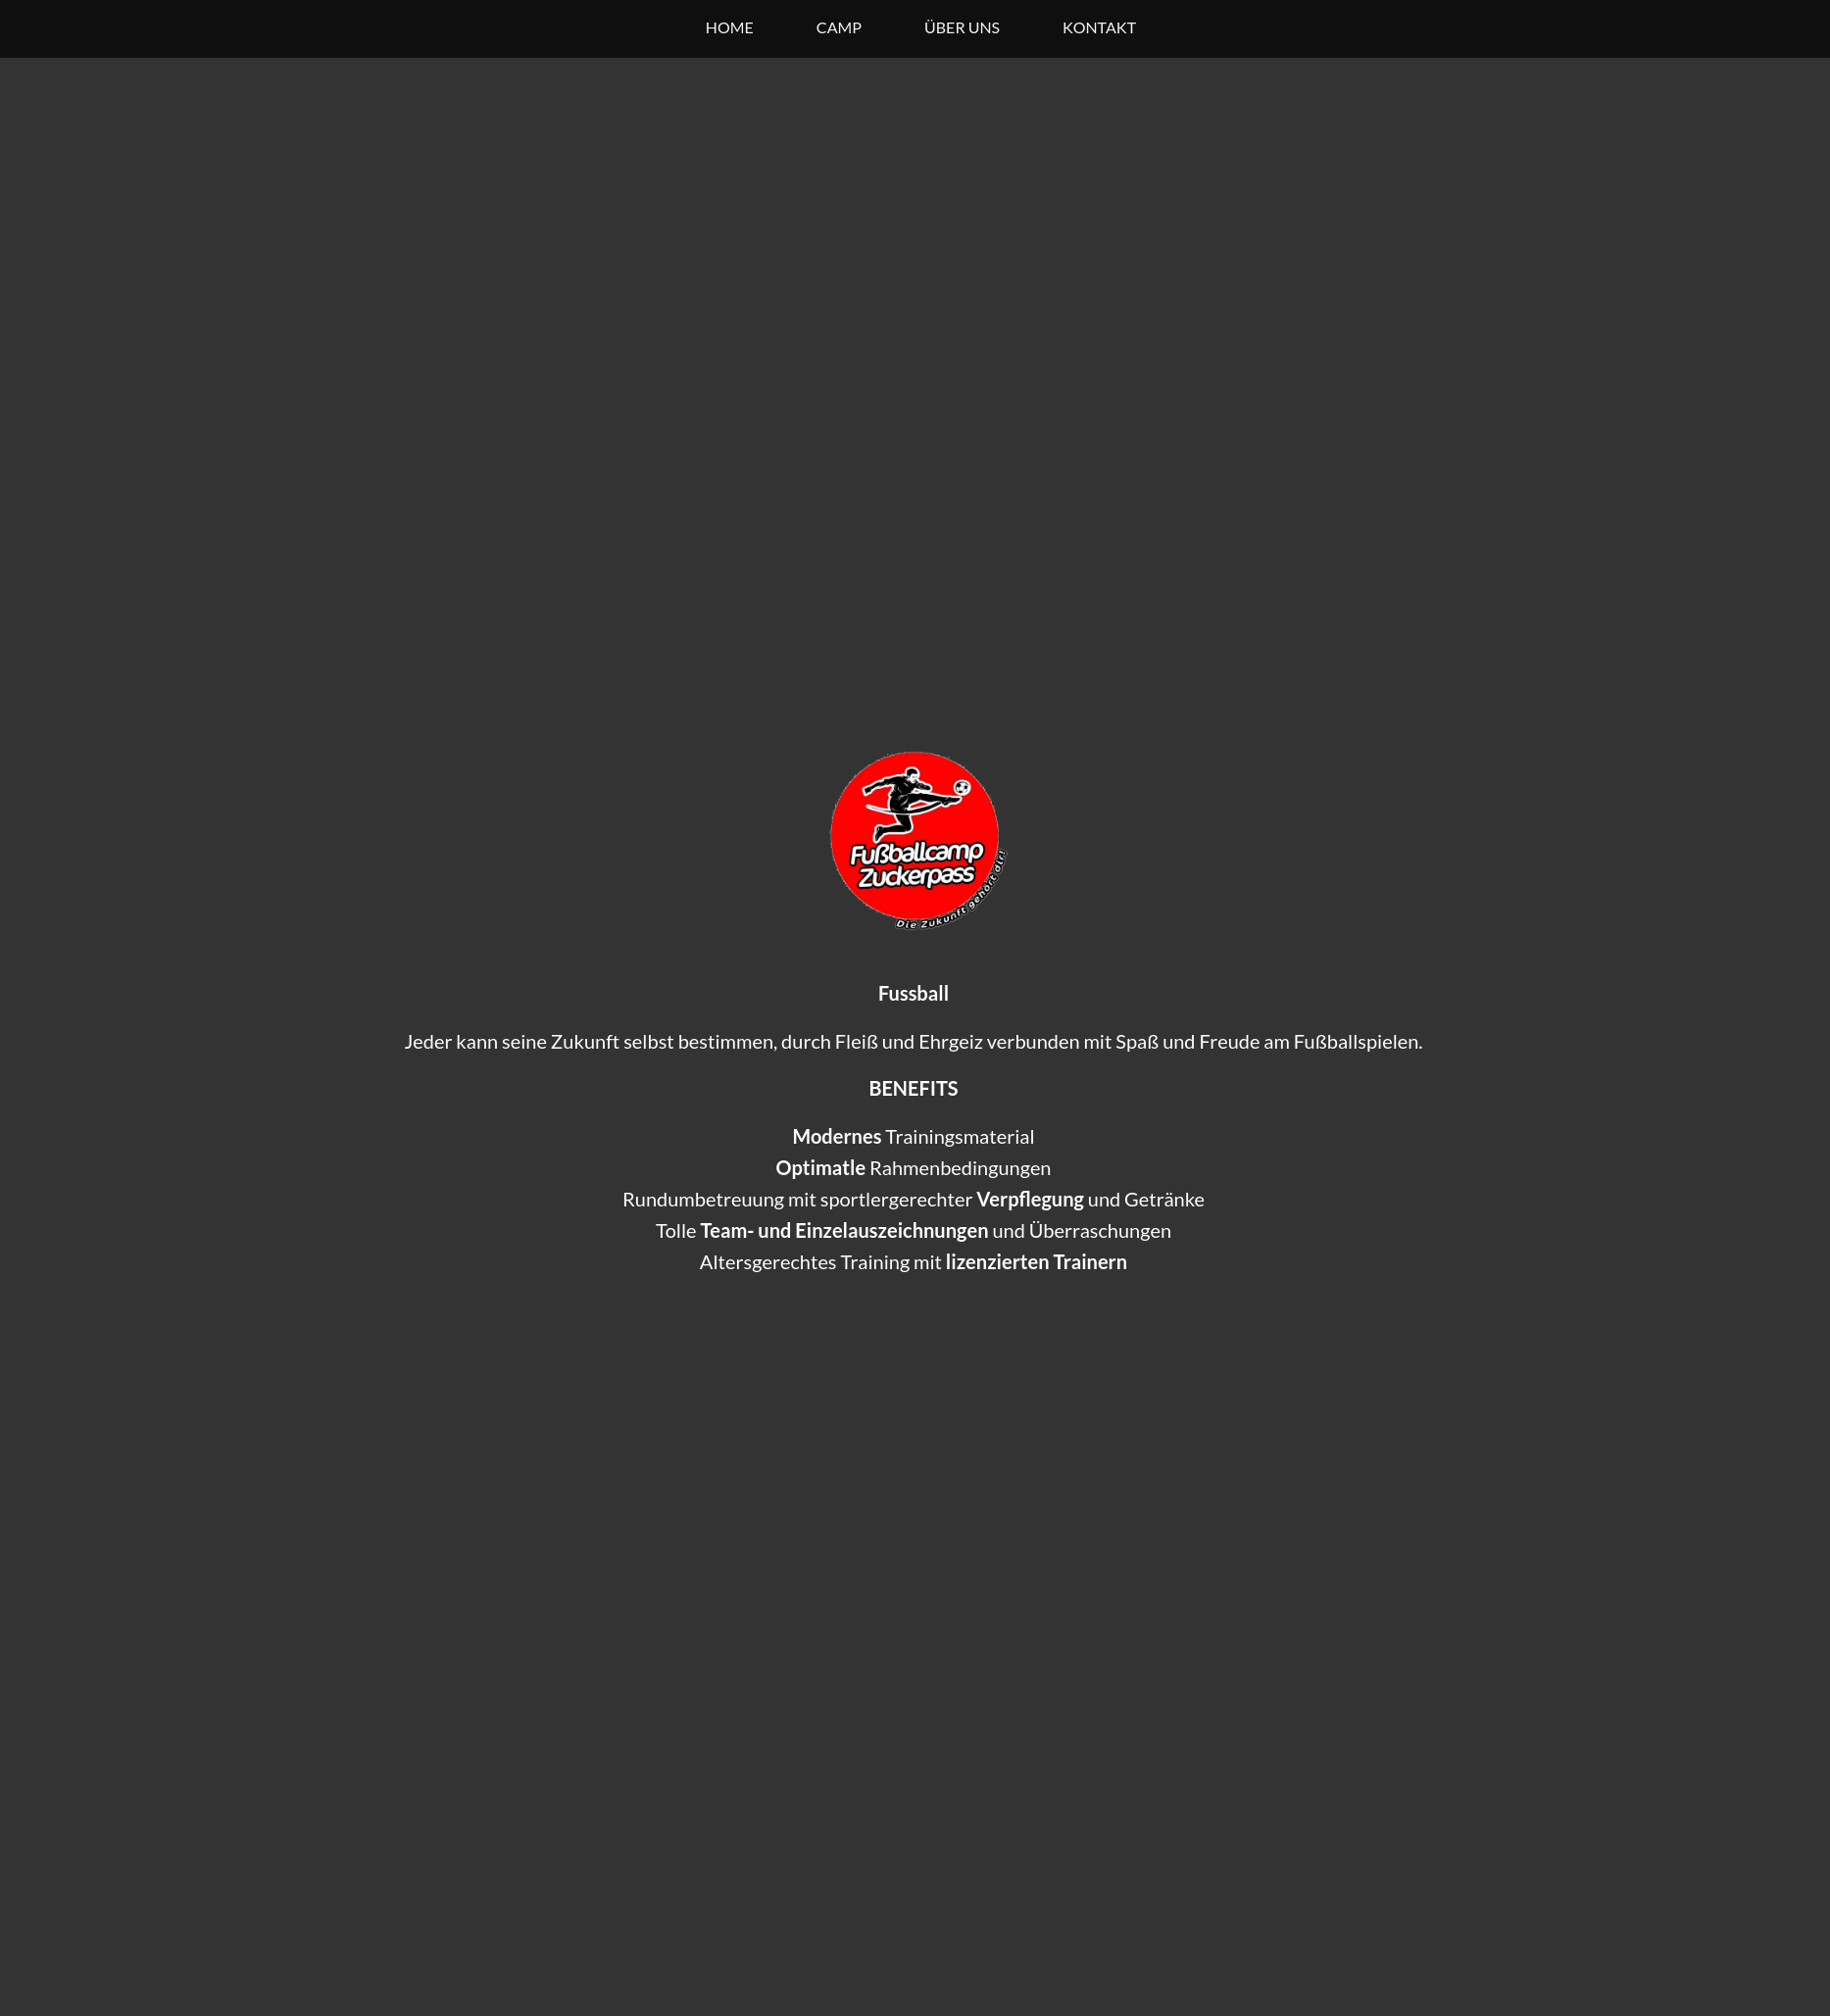 HOME CAMP ÜBER UNS KONTAKT
Fußballcamp
Zuckerpass
Die Zukunft gehört dir!
Fussball
Jeder kann seine Zukunft selbst bestimmen, durch Fleiß und Ehrgeiz verbunden mit Spaß und Freude am Fußballspielen.
BENEFITS
Modernes Trainingsmaterial
Optimatle Rahmenbedingungen
Rundumbetreuung mit sportlergerechter Verpflegung und Getränke
Tolle Team- und Einzelauszeichnungen und Überraschungen
Altersgerechtes Training mit lizenzierten Trainern